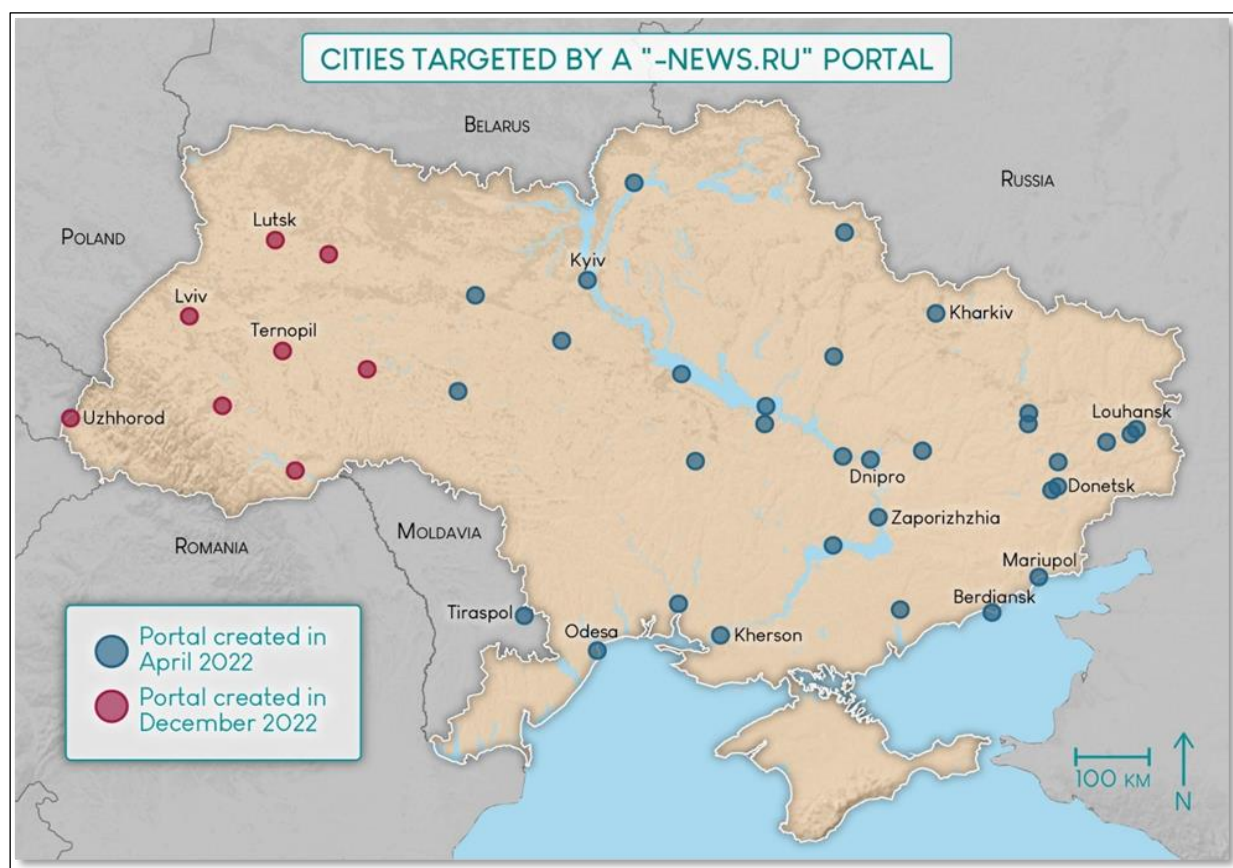 CITIES TARGETED BY A "-NEWS.RU" PORTAL
BELARUS
RUSSIA
POLAND
Lutsk
Kyiv
Lviv
Kharkiv
Ternopil
Uzhhorod
Louhansk
Dnipro
Donetsk
Zaporizhzhia
MOLDAVIA
ROMANIA
Mariupol
Berdiansk
Tiraspol
Odesa
Kherson
Portal created in
April 2022
Portal created in
December 2022
100 KM
N